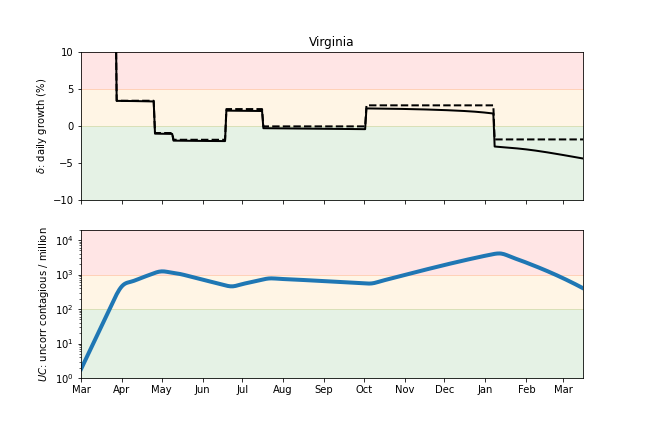 Virginia
δ: daily growth (%)
10
5
0
−5
−10
UC: uncorr contagious / million
10⁴
10³
10²
10¹
10⁰
Mar Apr May Jun Jul Aug Sep Oct Nov Dec Jan Feb Mar